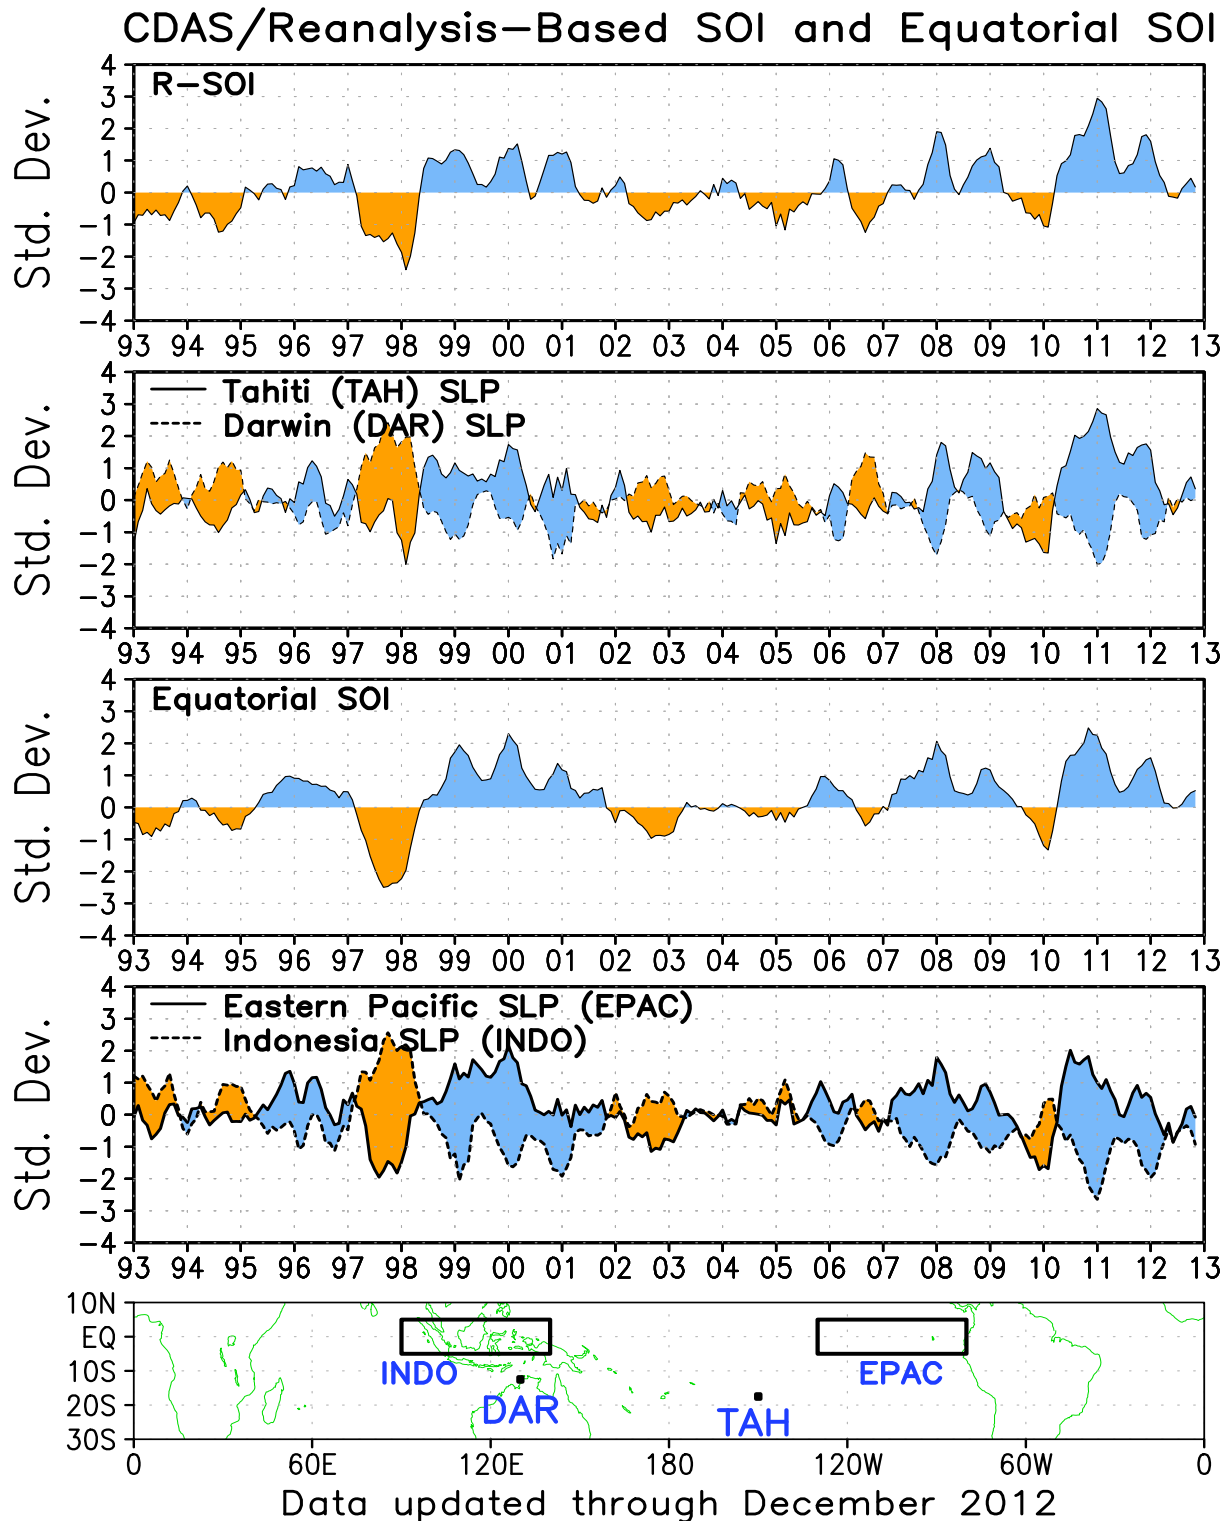 CDAS/Reanalysis-Based SOI and Equatorial SOI
R-SOI
Std. Dev.
4
3
2
1
0
-1
-2
-3
-4
93 94 95 96 97 98 99 00 01 02 03 04 05 06 07 08 09 10 11 12 13
Tahiti (TAH) SLP
Darwin (DAR) SLP
Std. Dev.
4
3
2
1
0
-1
-2
-3
-4
93 94 95 96 97 98 99 00 01 02 03 04 05 06 07 08 09 10 11 12 13
Equatorial SOI
Std. Dev.
4
3
2
1
0
-1
-2
-3
-4
93 94 95 96 97 98 99 00 01 02 03 04 05 06 07 08 09 10 11 12 13
Eastern Pacific SLP (EPAC)
Indonesia SLP (INDO)
Std. Dev.
4
3
2
1
0
-1
-2
-3
-4
93 94 95 96 97 98 99 00 01 02 03 04 05 06 07 08 09 10 11 12 13
10N
EQ
10S
20S
30S
INDO
EPAC
DAR
TAH
0 60E 120E 180 120W 60W 0
Data updated through December 2012